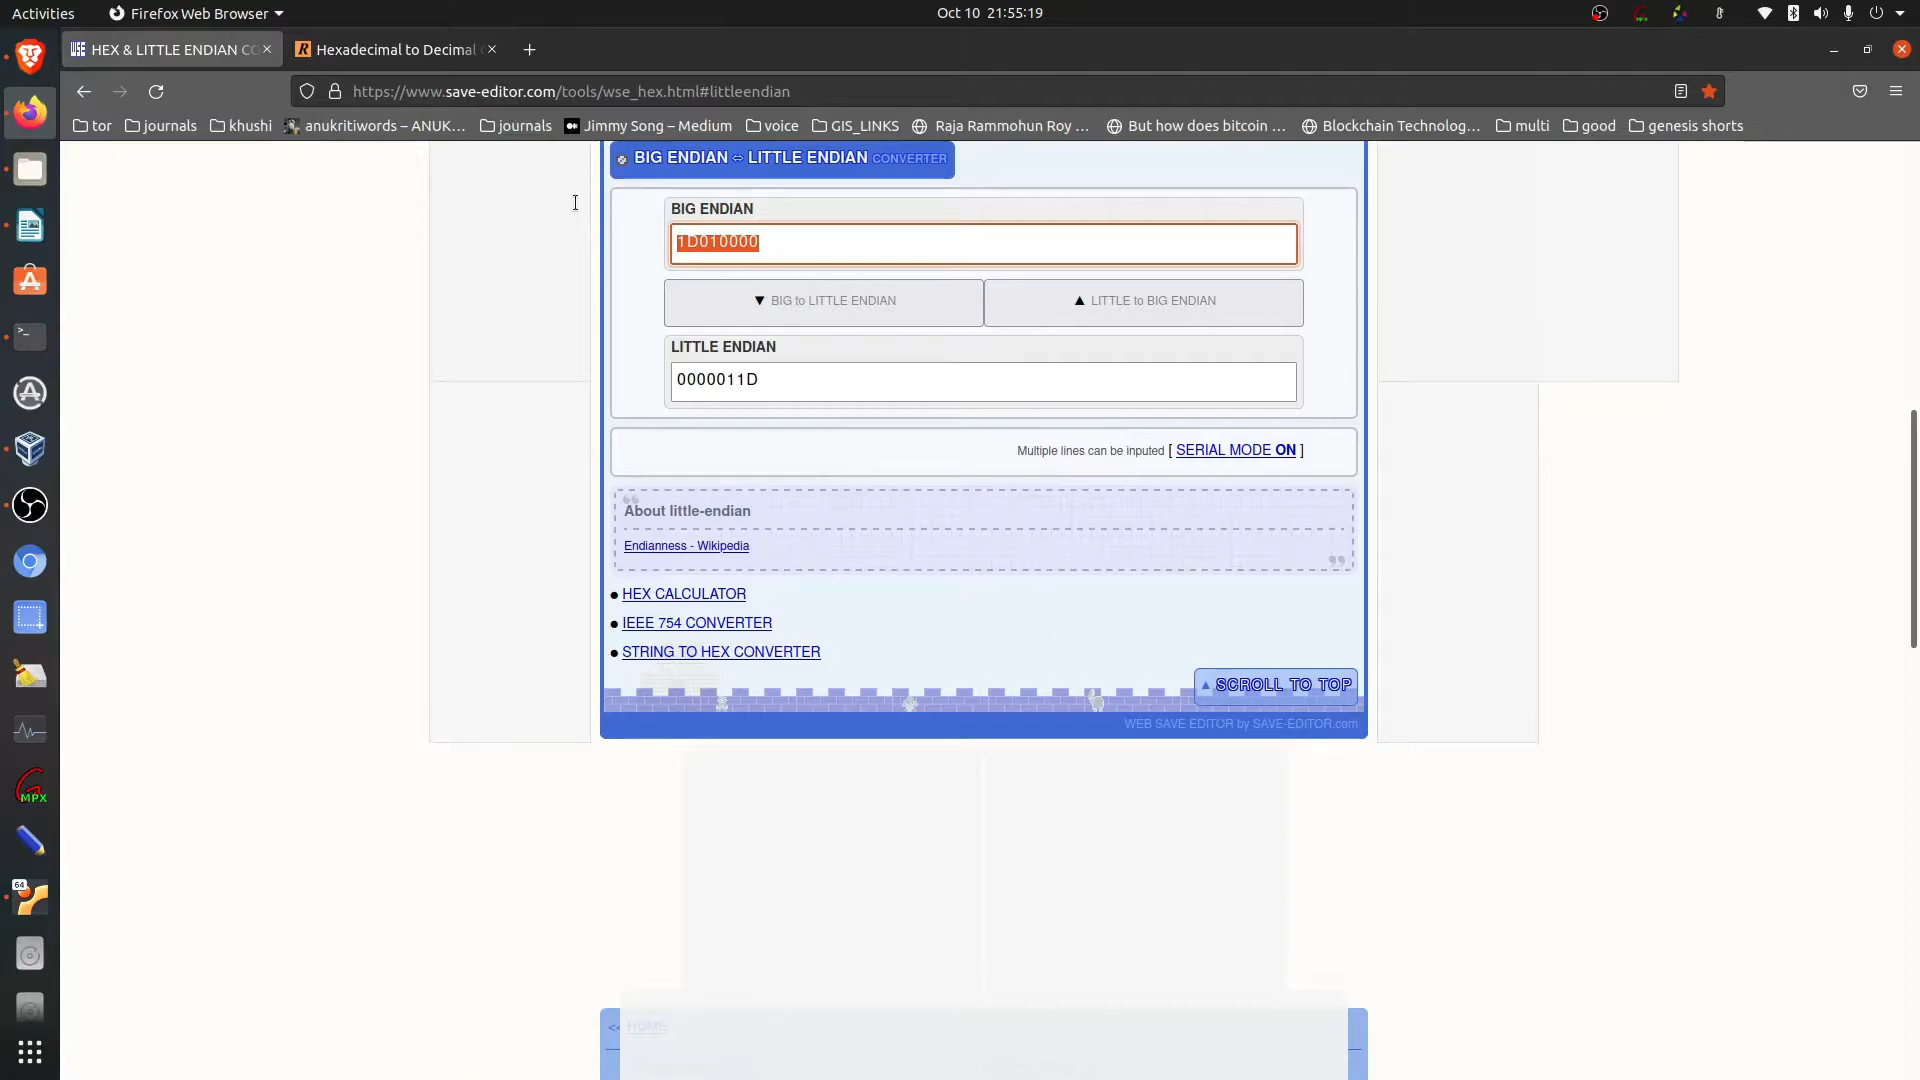 Activities
Firefox Web Browser
Oct 10 21:55:19
HEX & LITTLE ENDIAN CO
Hexadecimal to Decimal
https://www.save-editor.com/tools/wse_hex.html#littleendian
tor
journals
khushi
anukritiwords – ANUK...
journals
Jimmy Song – Medium
voice
GIS_LINKS
Raja Rammohun Roy ...
But how does bitcoin ...
Blockchain Technolog...
multi
good
genesis shorts
BIG ENDIAN ⇔ LITTLE ENDIAN CONVERTER
BIG ENDIAN
1D010000
▼ BIG to LITTLE ENDIAN
▲ LITTLE to BIG ENDIAN
LITTLE ENDIAN
0000011D
Multiple lines can be inputed [ SERIAL MODE ON ]
About little-endian
Endianness - Wikipedia
● HEX CALCULATOR
● IEEE 754 CONVERTER
● STRING TO HEX CONVERTER
▲ SCROLL TO TOP
WEB SAVE EDITOR by SAVE-EDITOR.com
MPX
64
<< HOME